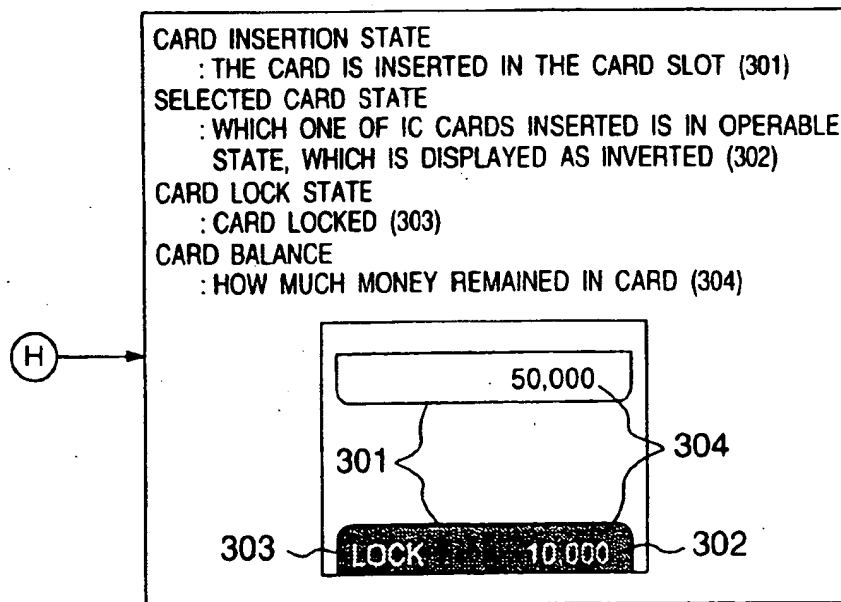 CARD INSERTION STATE
: THE CARD IS INSERTED IN THE CARD SLOT (301)
SELECTED CARD STATE
: WHICH ONE OF IC CARDS INSERTED IS IN OPERABLE
STATE, WHICH IS DISPLAYED AS INVERTED (302)
CARD LOCK STATE
: CARD LOCKED (303)
CARD BALANCE
: HOW MUCH MONEY REMAINED IN CARD (304)
H
50,000
301
304
303
LOCK
10,000
302